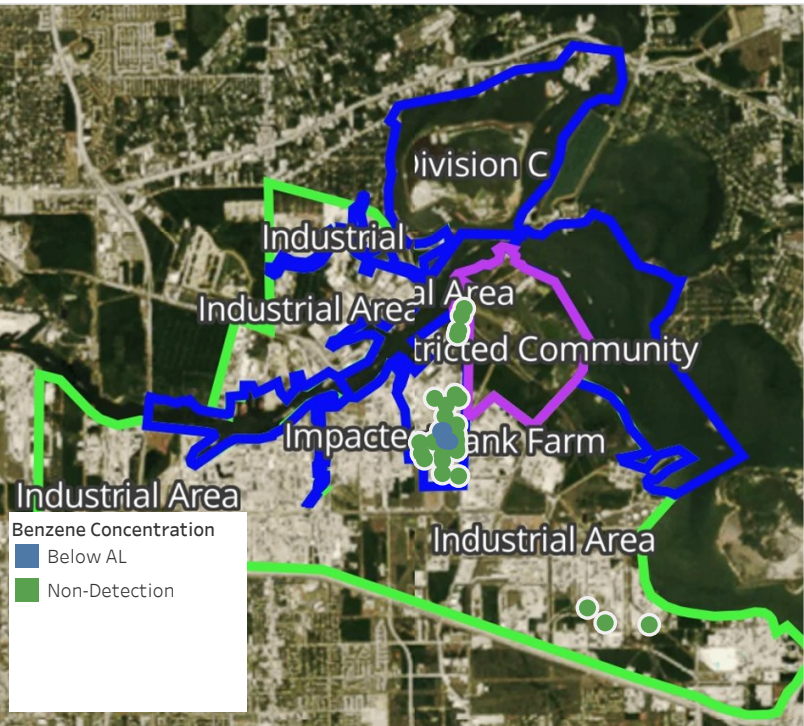 Division C
Industrial
al Area
Industrial Area
tricted Community
Impacte
ank Farm
Industrial Area
Industrial Area
Benzene Concentration
Below AL
Non-Detection